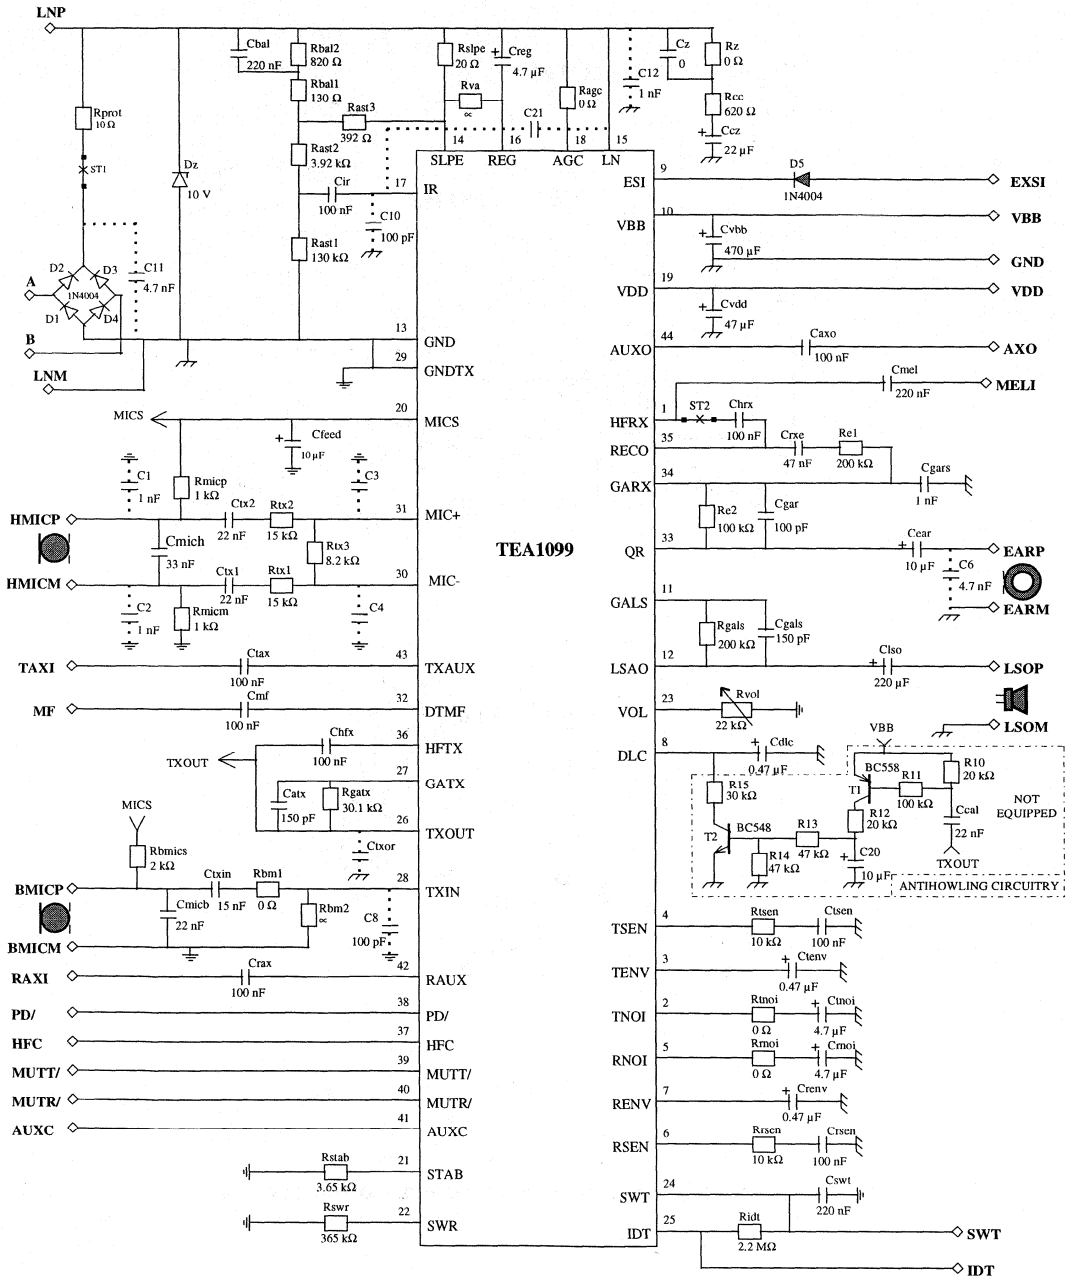 LNP
Cbal
220 nF
Rbal2
820 Ω
Rslpe
20 Ω
Creg
4.7 µF
Cz
0
Rz
0 Ω
C12
1 nF
Rbal1
130 Ω
Rva
∞
Ragc
0 Ω
Rcc
620 Ω
Rprot
10 Ω
Rast3
392 Ω
C21
Ccz
22 µF
14
16
18
15
Rast2
3.92 kΩ
SLPE
REG
AGC
LN
ST1
Dz
10 V
Cir
100 nF
17
IR
ESI
9
D5
1N4004
EXSI
C10
100 pF
VBB
10
VBB
Cvbb
470 µF
Rast1
130 kΩ
GND
D2
D3
C11
4.7 nF
A
1N4004
VDD
19
VDD
D1
D4
Cvdd
47 µF
13
GND
B
AUXO
44
Caxo
100 nF
AXO
29
GNDTX
LNM
Cmel
220 nF
MELI
MICS
20
MICS
HFRX
1
ST2
Chrx
100 nF
Cfeed
10 µF
RECO
35
Crxe
47 nF
Re1
200 kΩ
C1
1 nF
Rmicp
1 kΩ
C3
GARX
34
Cgars
1 nF
HMICP
Ctx2
22 nF
Rtx2
15 kΩ
31
MIC+
Re2
100 kΩ
Cgar
100 pF
Cmich
33 nF
Rtx3
8.2 kΩ
TEA1099
QR
33
Cear
10 µF
EARP
C6
4.7 nF
HMICM
Ctx1
22 nF
Rtx1
15 kΩ
30
MIC-
EARM
GALS
11
C2
1 nF
Rmicm
1 kΩ
C4
Rgals
200 kΩ
Cgals
150 pF
TAXI
Ctax
100 nF
43
TXAUX
LSAO
12
Clso
220 µF
LSOP
MF
Cmf
100 nF
32
DTMF
VOL
23
Rvol
22 kΩ
LSOM
TXOUT
Chfx
100 nF
36
HFTX
DLC
8
Cdlc
0.47 µF
VBB
27
GATX
Catx
150 pF
Rgatx
30.1 kΩ
R15
30 kΩ
T1
BC558
R11
100 kΩ
R10
20 kΩ
NOT
EQUIPPED
MICS
26
TXOUT
T2
BC548
R13
47 kΩ
R12
20 kΩ
Ccal
22 nF
Rbmics
2 kΩ
Ctxor
R14
47 kΩ
C20
10 µF
TXOUT
BMICP
Ctxin
15 nF
Rbm1
0 Ω
28
TXIN
ANTIHOWLING CIRCUITRY
Cmicb
22 nF
Rbm2
∞
C8
100 pF
TSEN
4
Rtsen
10 kΩ
Ctsen
100 nF
BMICM
RAXI
Crax
100 nF
42
RAUX
TENV
3
Ctenv
0.47 µF
PD/
38
PD/
TNOI
2
Rtnoi
0 Ω
Ctnoi
4.7 µF
HFC
37
HFC
RNOI
5
Rrnoi
0 Ω
Crnoi
4.7 µF
MUTT/
39
MUTT/
MUTR/
40
MUTR/
RENV
7
Crenv
0.47 µF
AUXC
41
AUXC
RSEN
6
Rrsen
10 kΩ
Crsen
100 nF
Rstab
3.65 kΩ
21
STAB
SWT
24
Cswt
220 nF
Rswr
365 kΩ
22
SWR
IDT
25
Ridt
2.2 MΩ
SWT
IDT